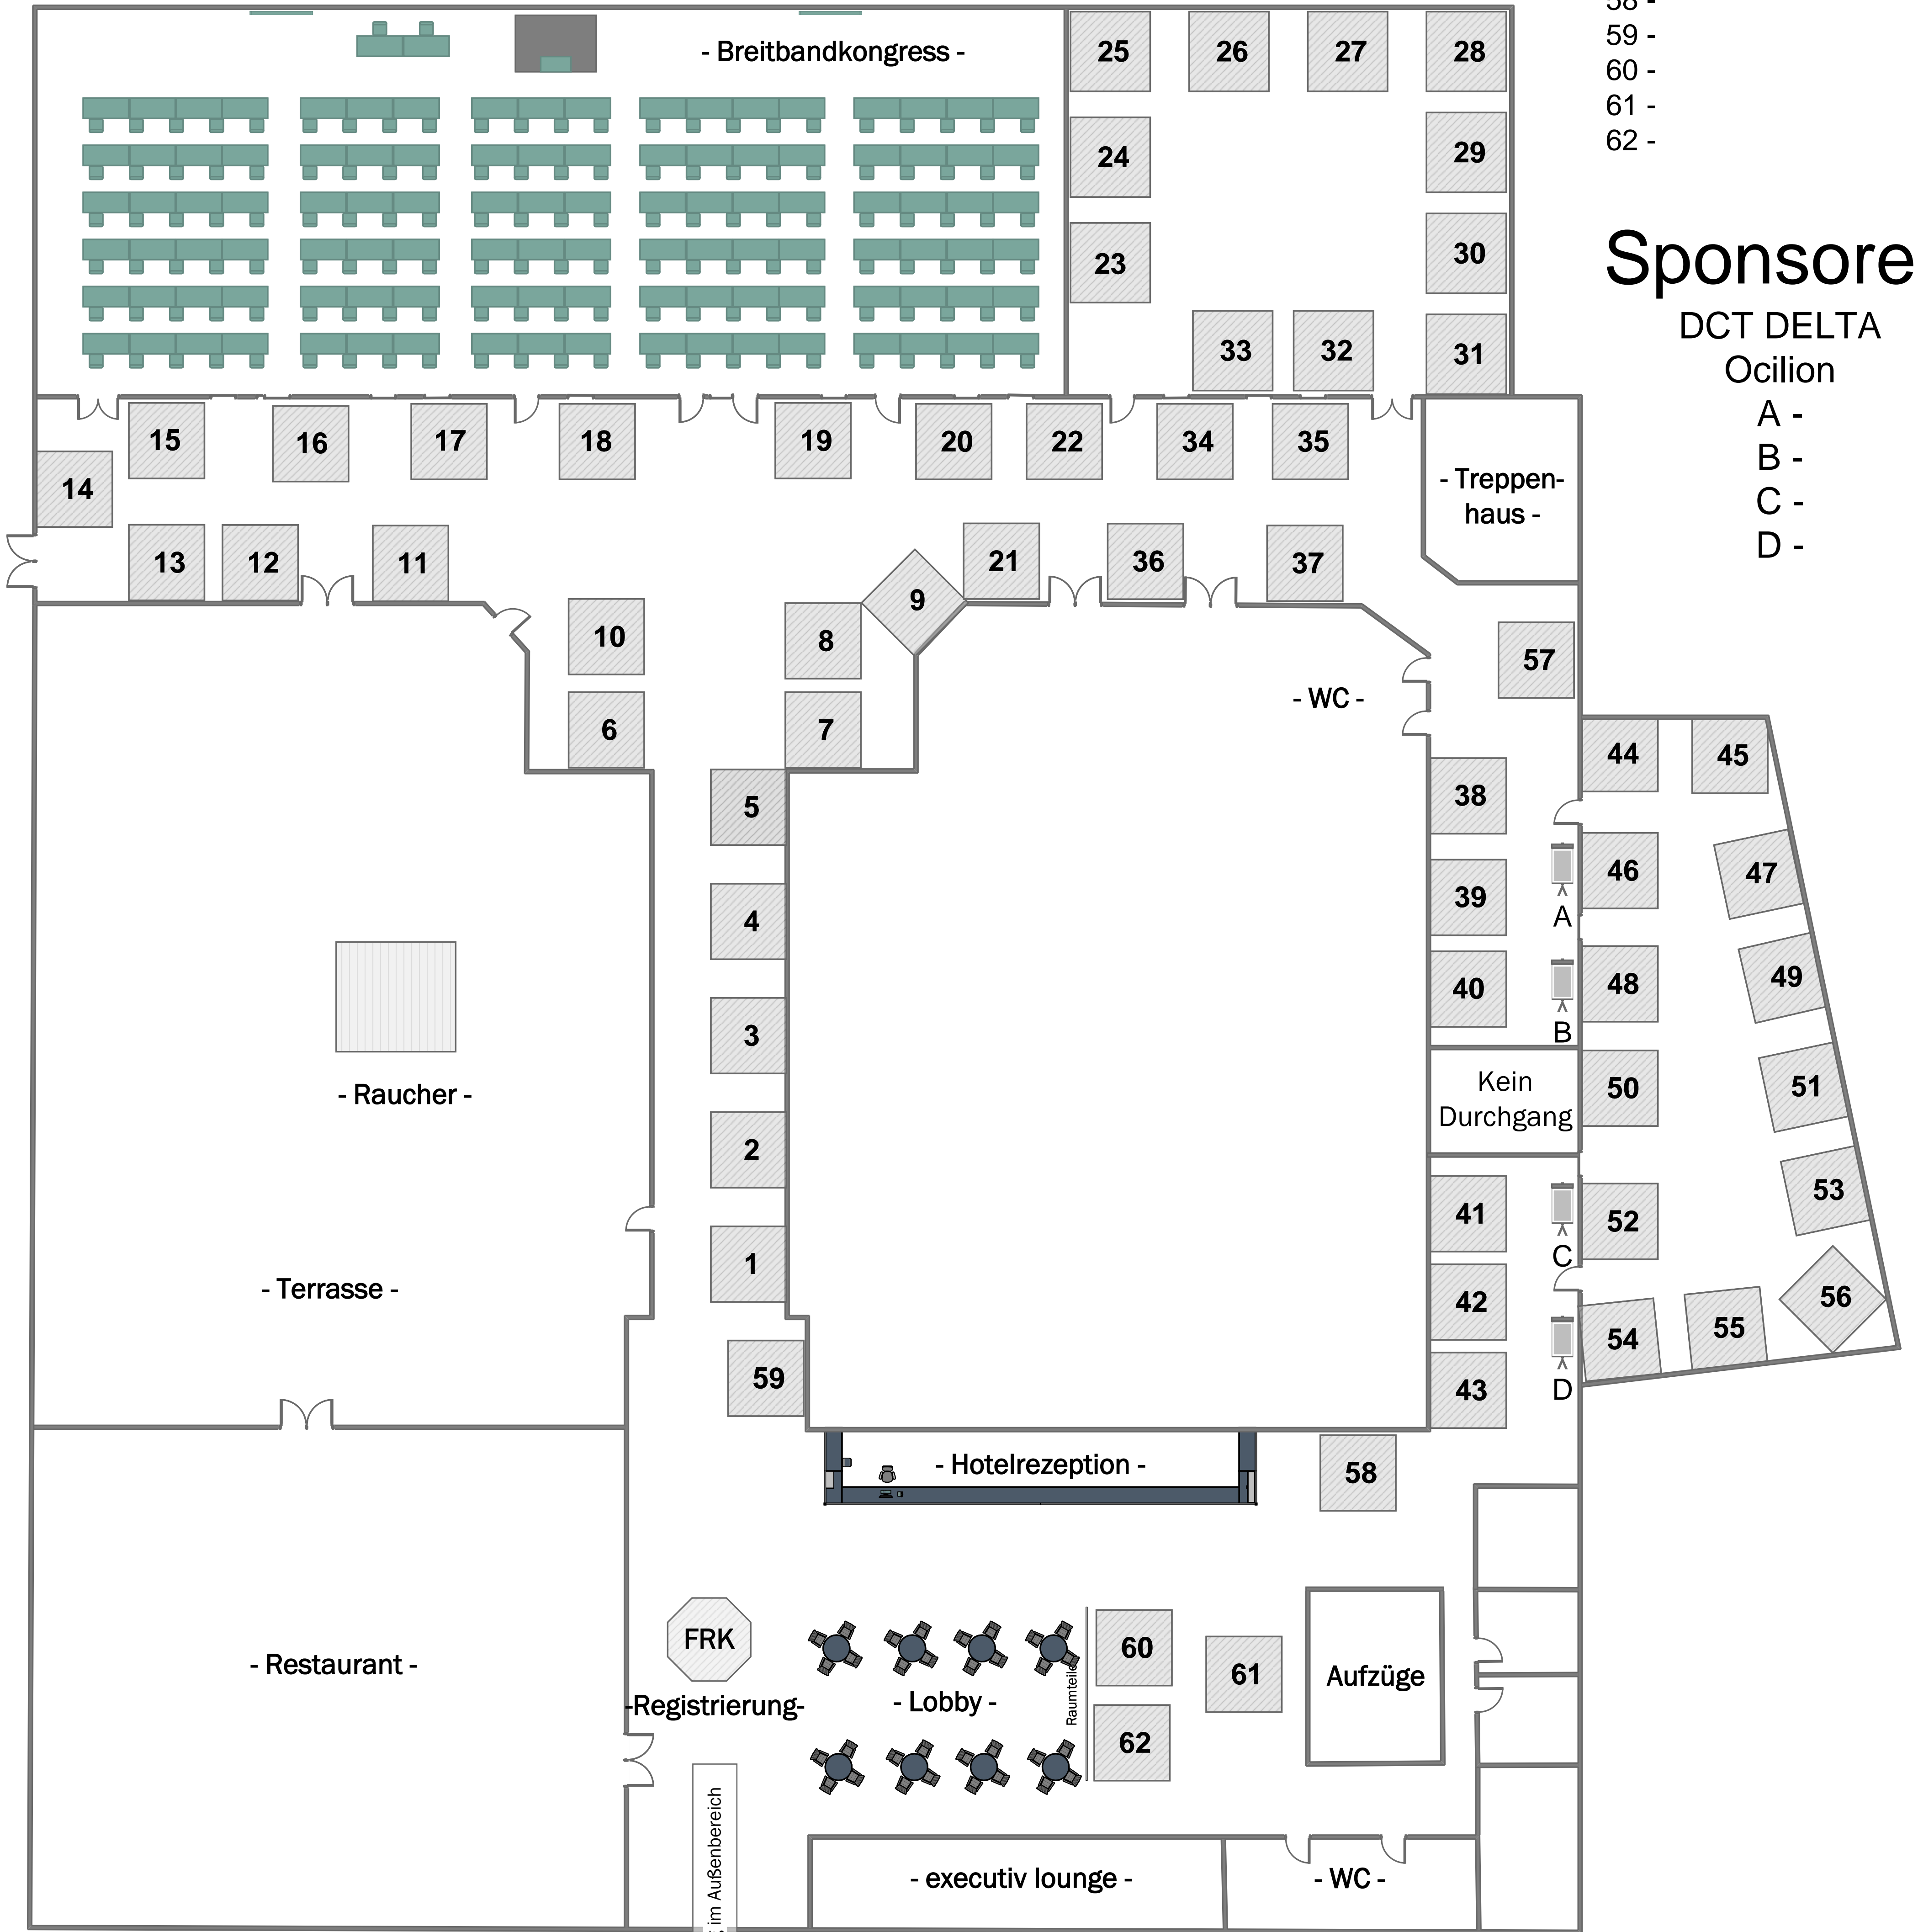 - Breitbandkongress -
25
26
27
28
24
29
23
30
33
32
31
58 -
59 -
60 -
61 -
62 -
Sponsore
DCT DELTA
Ocilion
A -
B -
C -
D -
15
16
17
18
19
20
22
34
35
- Treppen-
haus -
14
13
12
11
21
36
37
9
10
8
6
7
- WC -
57
5
4
3
2
1
59
38
39
40
44
45
46
47
A
48
49
B
Kein
Durchgang
50
51
41
C
52
53
42
54
55
56
43
D
- Raucher -
- Terrasse -
- Hotelrezeption -
58
- Restaurant -
FRK
-Registrierung-
- Lobby -
Raumteile
60
61
62
Aufzüge
im Außenbereich
- executiv lounge -
- WC -